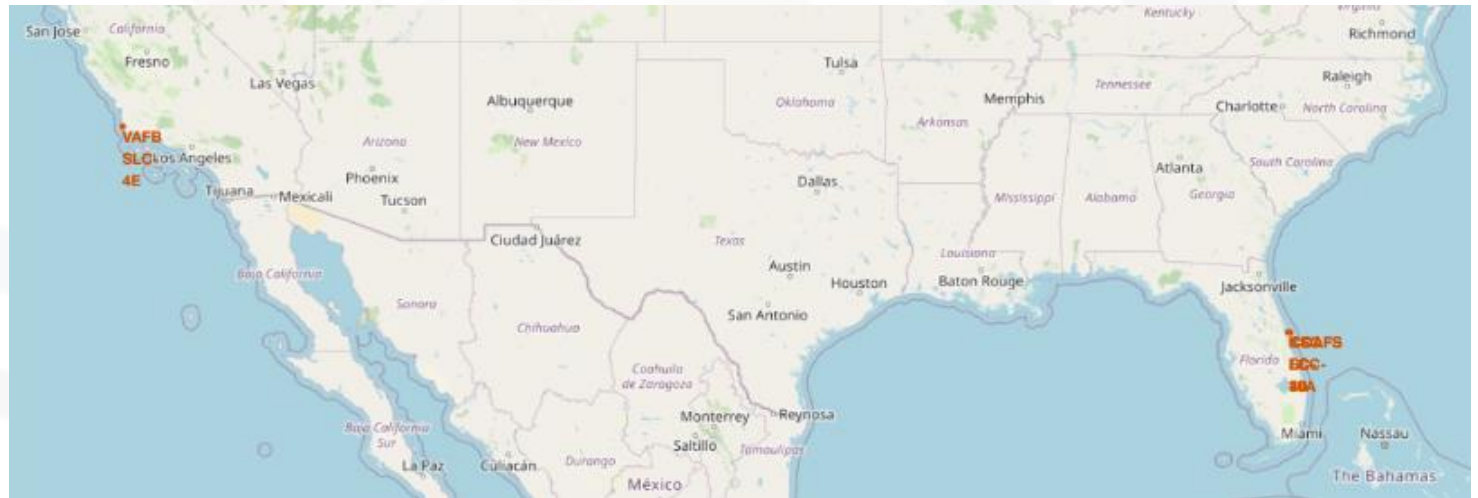 San Jose
California
Fresno
Las Vegas
Kentucky
Virginia
Richmond
Tulsa
Albuquerque
Oklahoma
Memphis
Tennessee
Raleigh
Charlotte
North Carolina
VAFB
SLC-
4E
Los Angeles
Arizona
New Mexico
Arkansas
Phoenix
Tucson
Dallas
Atlanta
South Carolina
Tijuana
Mexicali
Mississippi
Alabama
Georgia
Ciudad Juárez
Texas
Louisiana
Baja California
Austin
Houston
Baton Rouge
Jacksonville
Sonora
Chihuahua
San Antonio
Florida
Coahuila
de Zaragoza
Monterrey
Reynosa
Saltillo
Tamaulipas
Baja California
Sur
La Paz
Culiacán
Durango
México
Miami
Nassau
The Bahamas